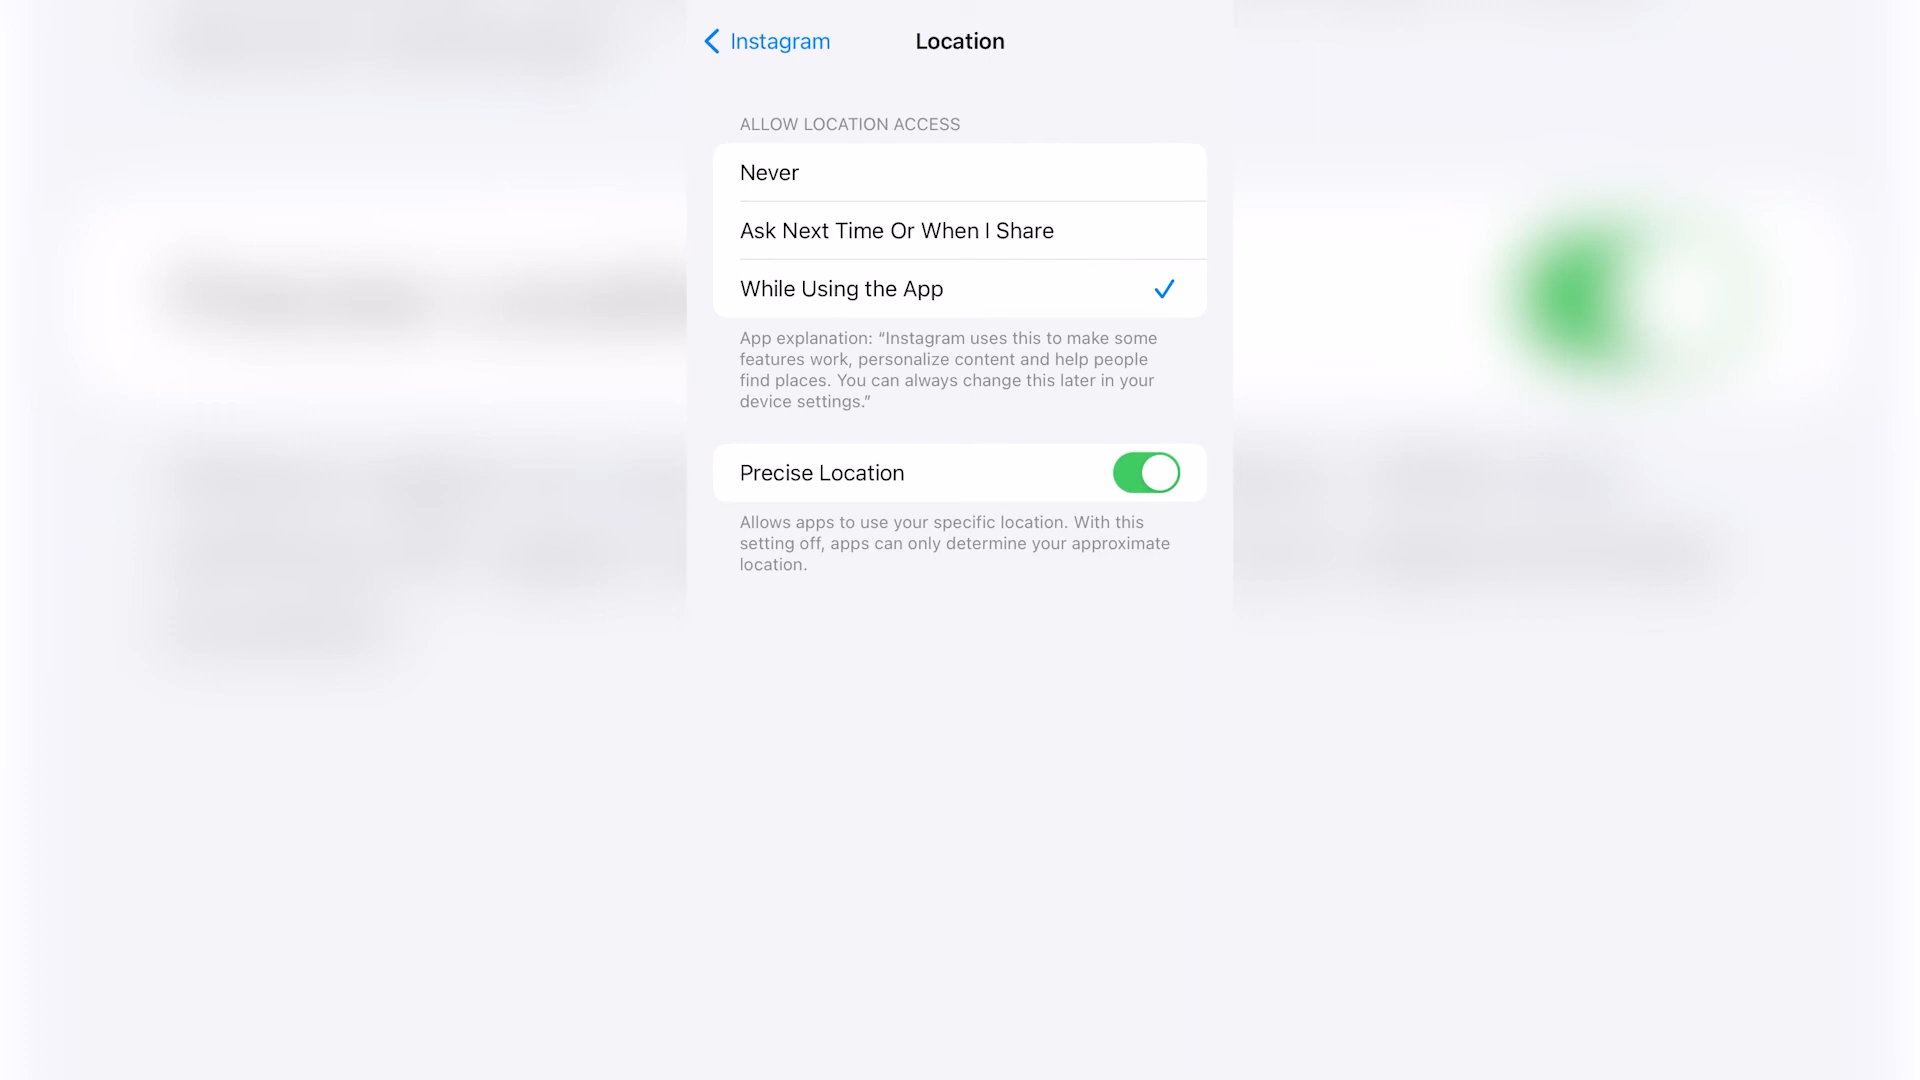 Instagram
Location
ALLOW LOCATION ACCESS
Never
Ask Next Time Or When I Share
While Using the App
App explanation: “Instagram uses this to make some
features work, personalize content and help people
find places. You can always change this later in your
device settings.”
Precise Location
Allows apps to use your specific location. With this
setting off, apps can only determine your approximate
location.